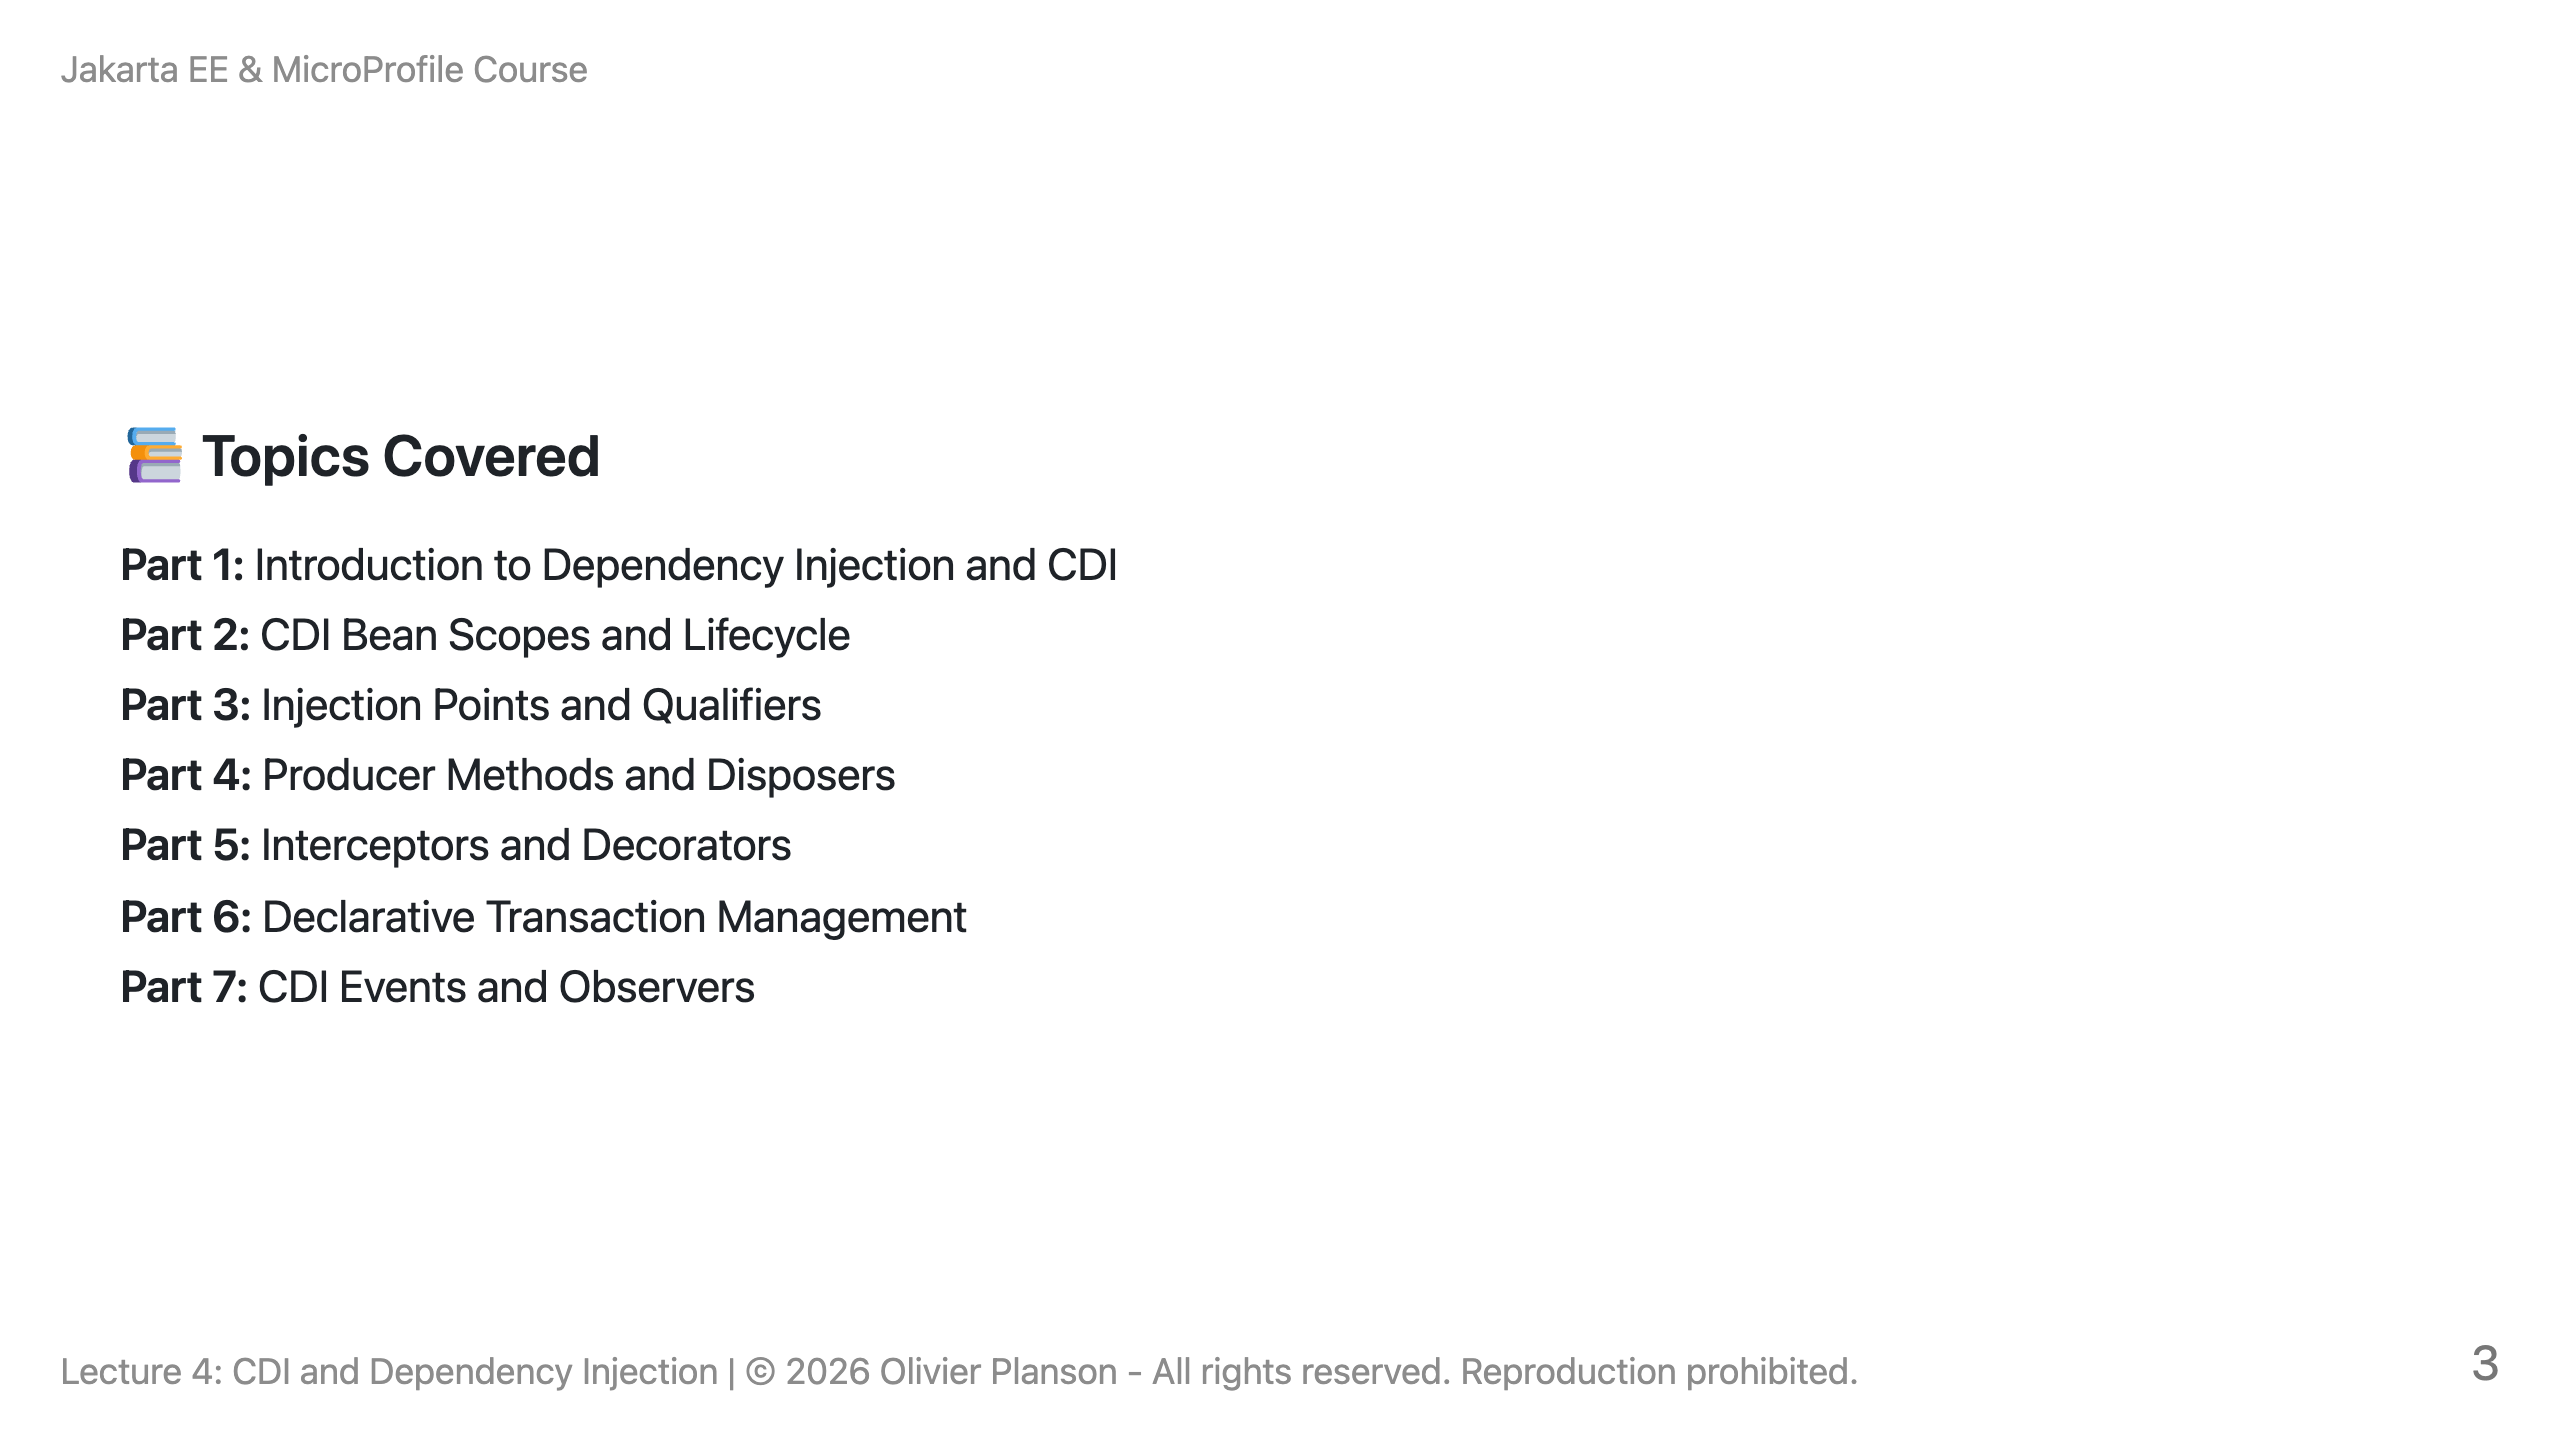 Jakarta EE & MicroProfile Course
📚 Topics Covered
Part 1: Introduction to Dependency Injection and CDI
Part 2: CDI Bean Scopes and Lifecycle
Part 3: Injection Points and Qualifiers
Part 4: Producer Methods and Disposers
Part 5: Interceptors and Decorators
Part 6: Declarative Transaction Management
Part 7: CDI Events and Observers
Lecture 4: CDI and Dependency Injection | © 2026 Olivier Planson - All rights reserved. Reproduction prohibited.
3